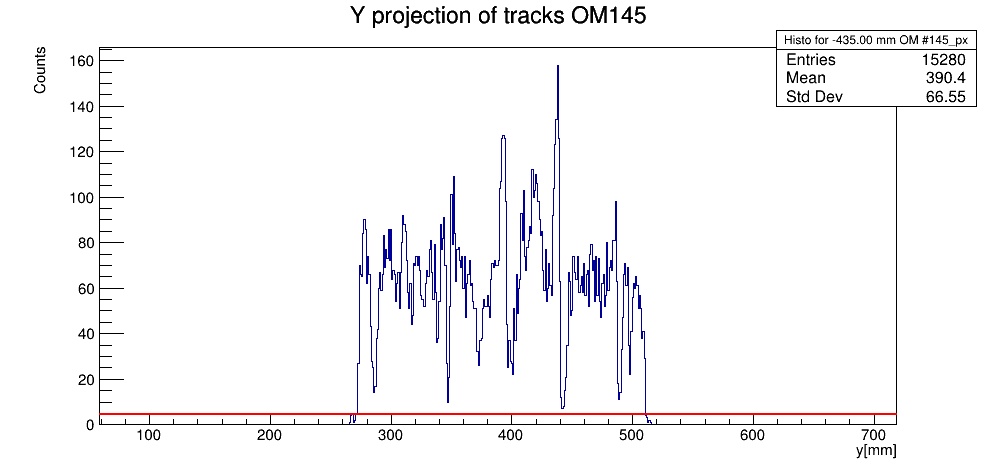 Y projection of tracks OM145
Histo for -435.00 mm OM #145_px
Entries 15280
Mean 390.4
Std Dev 66.55
Counts
160
140
120
100
80
60
40
20
0
100 200 300 400 500 600 700
y[mm]